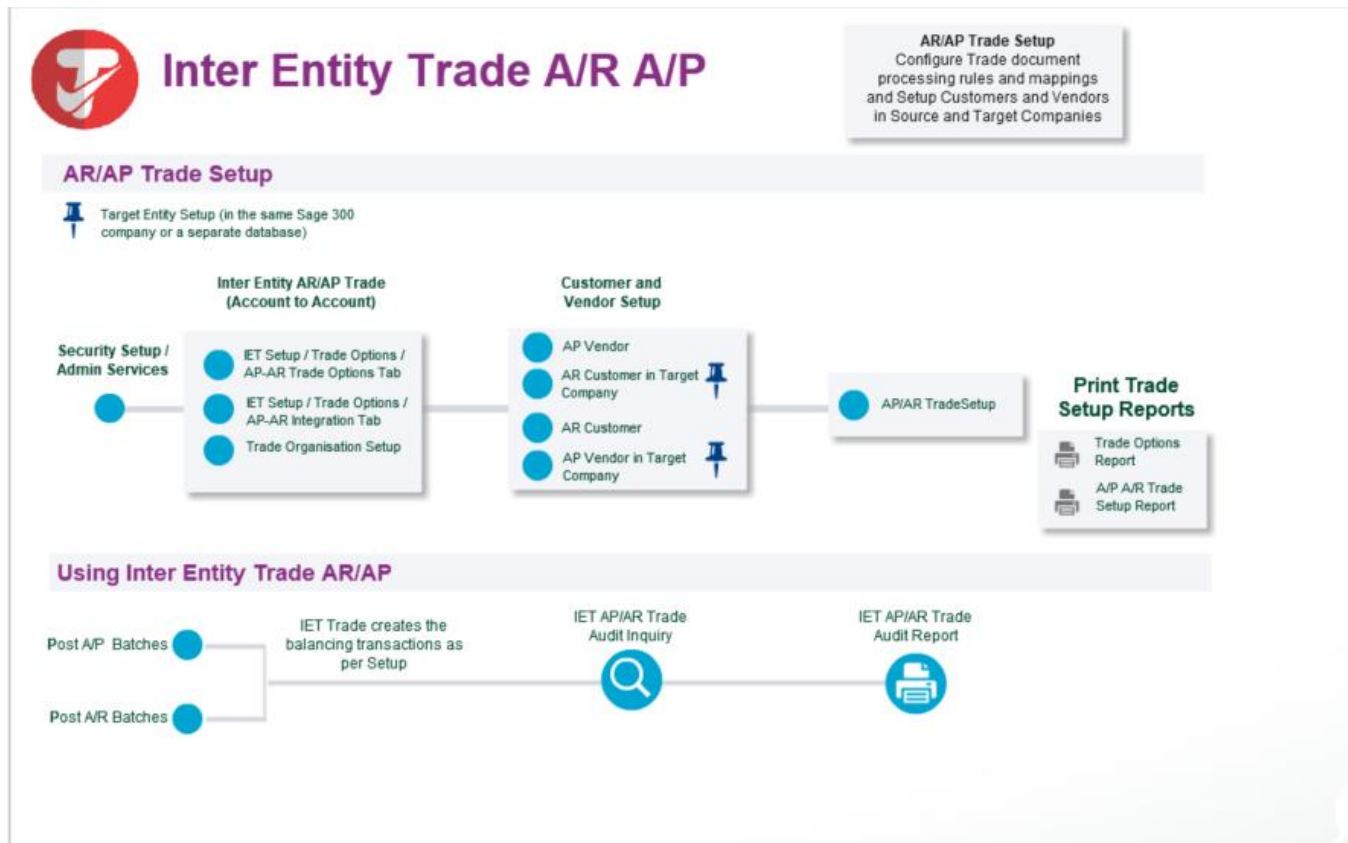 Inter Entity Trade A/R A/P
AR/AP Trade Setup
Configure Trade document
processing rules and mappings
and Setup Customers and Vendors
in Source and Target Companies
AR/AP Trade Setup
Target Entity Setup (in the same Sage 300
company or a separate database)
Inter Entity AR/AP Trade
(Account to Account)
Customer and
Vendor Setup
Security Setup /
Admin Services
IET Setup / Trade Options /
AP-AR Trade Options Tab
IET Setup / Trade Options /
AP-AR Integration Tab
Trade Organisation Setup
AP Vendor
AR Customer in Target
Company
AR Customer
AP Vendor in Target
Company
AP/AR TradeSetup
Print Trade
Setup Reports
Trade Options
Report
A/P A/R Trade
Setup Report
Using Inter Entity Trade AR/AP
Post A/P Batches
Post A/R Batches
IET Trade creates the
balancing transactions as
per Setup
IET AP/AR Trade
Audit Inquiry
IET AP/AR Trade
Audit Report